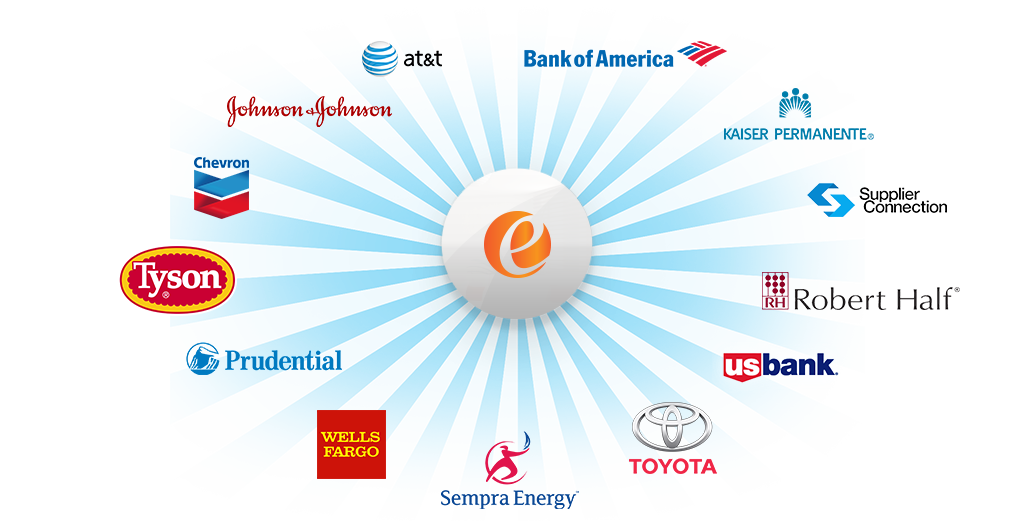 at&t
Bank of America
Johnson & Johnson
KAISER PERMANENTE®
Chevron
Supplier
Connection
Tyson
®
e
RH Robert Half®
Prudential
usbank.
WELLS
FARGO
TOYOTA
Sempra Energy™